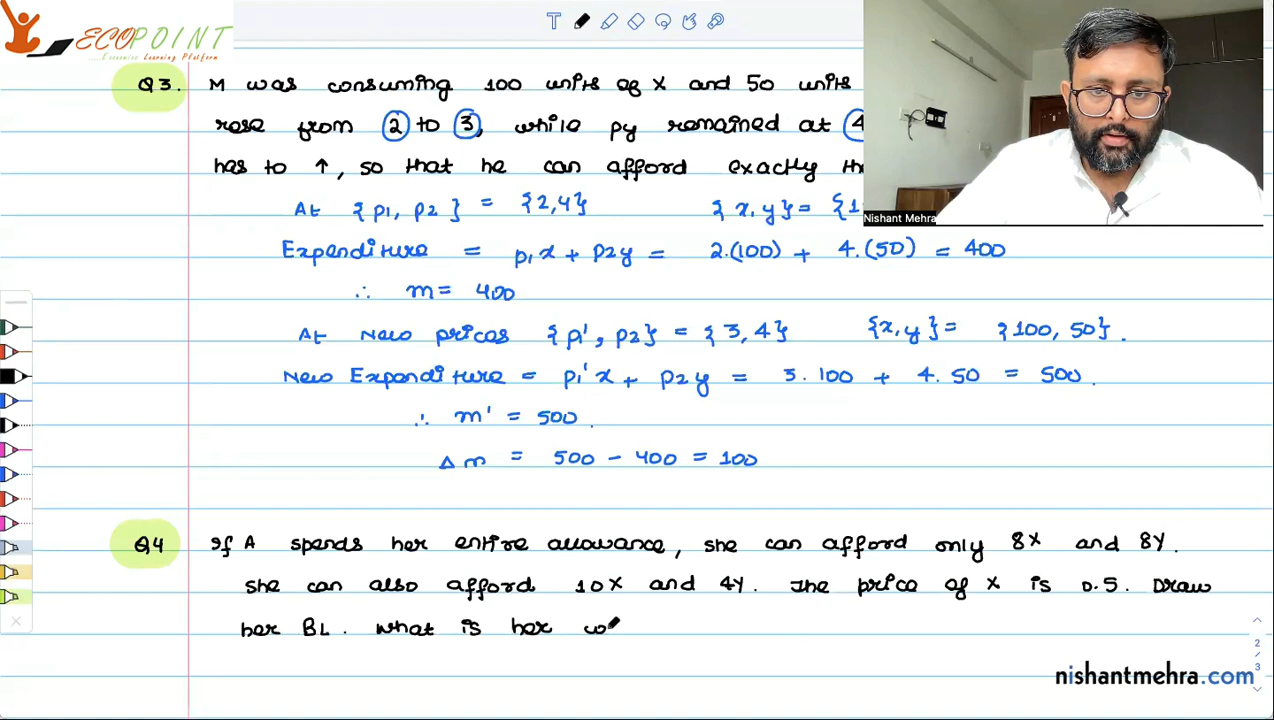 ECOPOINT
Economics Learning Platform
Q3. M was consuming 100 units of X and 50 units
rose from 2 to 3, while py remained at 4
has to ↑, so that he can afford exactly
At {p1, p2} = {2,4} {x,y} =
Expenditure = p1x + p2y = 2.(100) + 4.(50) = 400
∴ m = 400
At New prices {p1', p2} = {3,4} {x,y} = {100, 50}.
New Expenditure = p1'x + p2y = 3.100 + 4.50 = 500.
∴ m' = 500.
Δm = 500 - 400 = 100
Nishant Mehra
Q4 If A spends her entire allowance, she can afford only 8X and 8Y.
she can also afford 10X and 4Y. The price of X is 0.5. Draw
her BL. What is her
2
/
3
nishantmehra.com